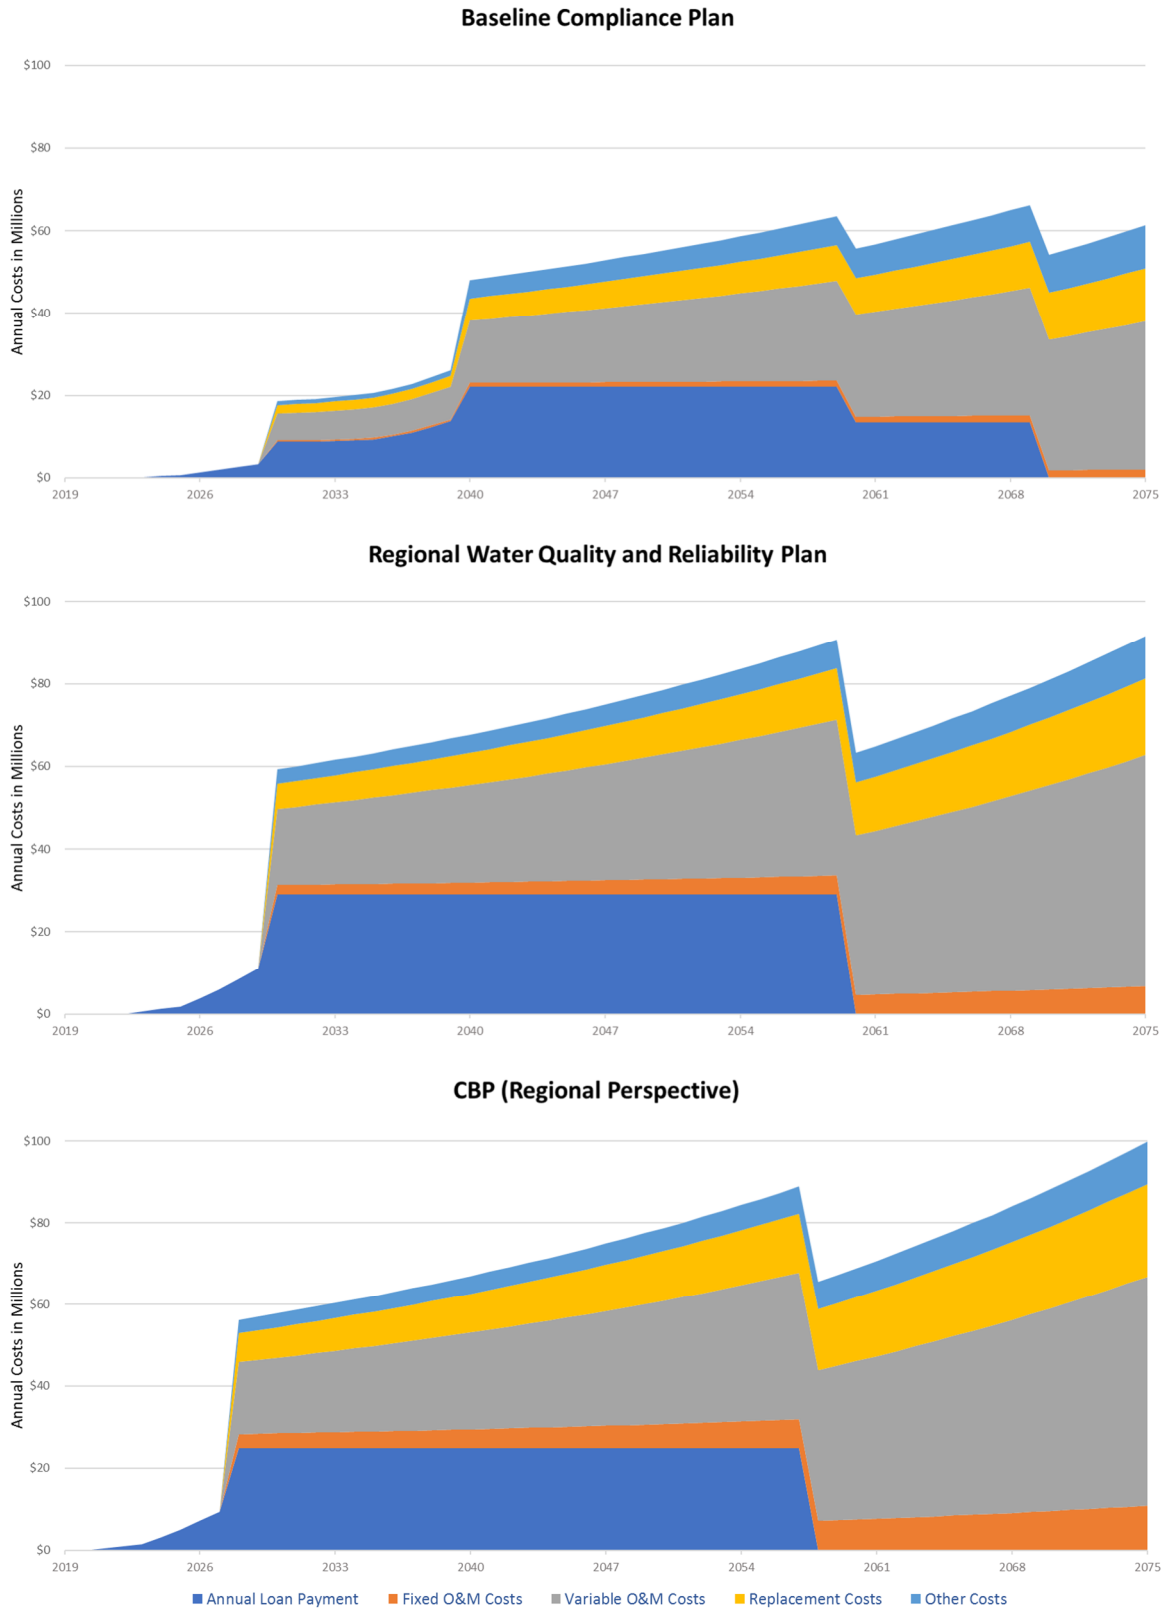 Baseline Compliance Plan
Annual Costs in Millions
$100
$80
$60
$40
$20
$0
2019 2026 2033 2040 2047 2054 2061 2068 2075
Regional Water Quality and Reliability Plan
Annual Costs in Millions
$100
$80
$60
$40
$20
$0
2019 2026 2033 2040 2047 2054 2061 2068 2075
CBP (Regional Perspective)
Annual Costs in Millions
$100
$80
$60
$40
$20
$0
2019 2026 2033 2040 2047 2054 2061 2068 2075
Annual Loan Payment Fixed O&M Costs Variable O&M Costs Replacement Costs Other Costs